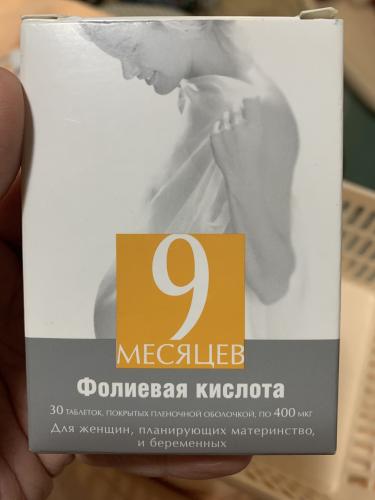 9
МЕСЯЦЕВ
Фолиевая кислота
30 ТАБЛЕТОК, ПОКРЫТЫХ ПЛЕНОЧНОЙ ОБОЛОЧКОЙ, ПО 400 МКГ
Для женщин, планирующих материнство,
и беременных